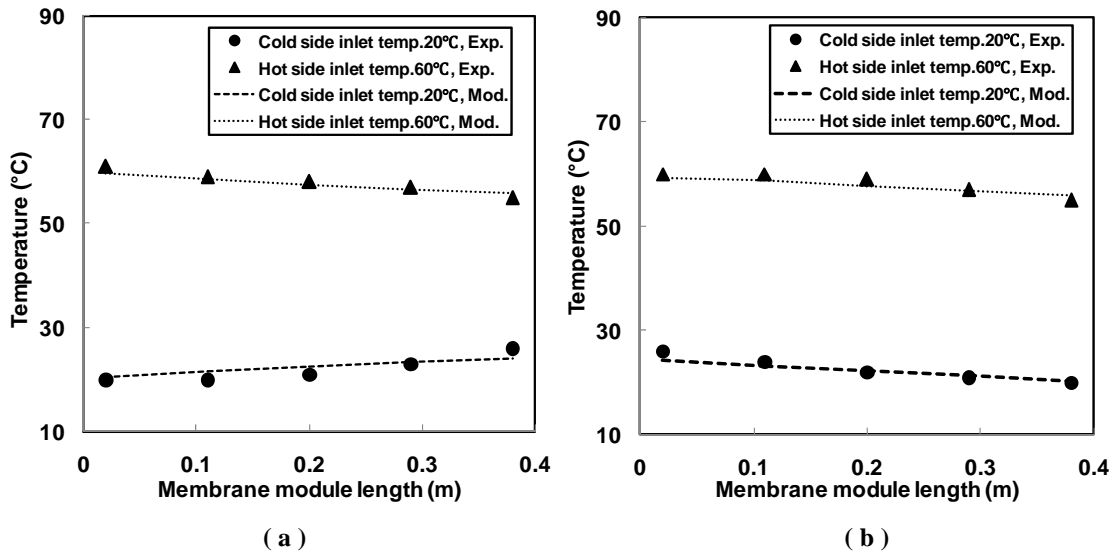 90
70
50
30
10
Temperature (°C)
Cold side inlet temp.20℃, Exp.
Hot side inlet temp.60℃, Exp.
Cold side inlet temp.20℃, Mod.
Hot side inlet temp.60℃, Mod.
0 0.1 0.2 0.3 0.4
Membrane module length (m)
( a )
90
70
50
30
10
Temperature (°C)
Cold side inlet temp.20℃, Exp.
Hot side inlet temp.60℃, Exp.
Cold side inlet temp.20℃, Mod.
Hot side inlet temp.60℃, Mod.
0 0.1 0.2 0.3 0.4
Membrane module length (m)
( b )